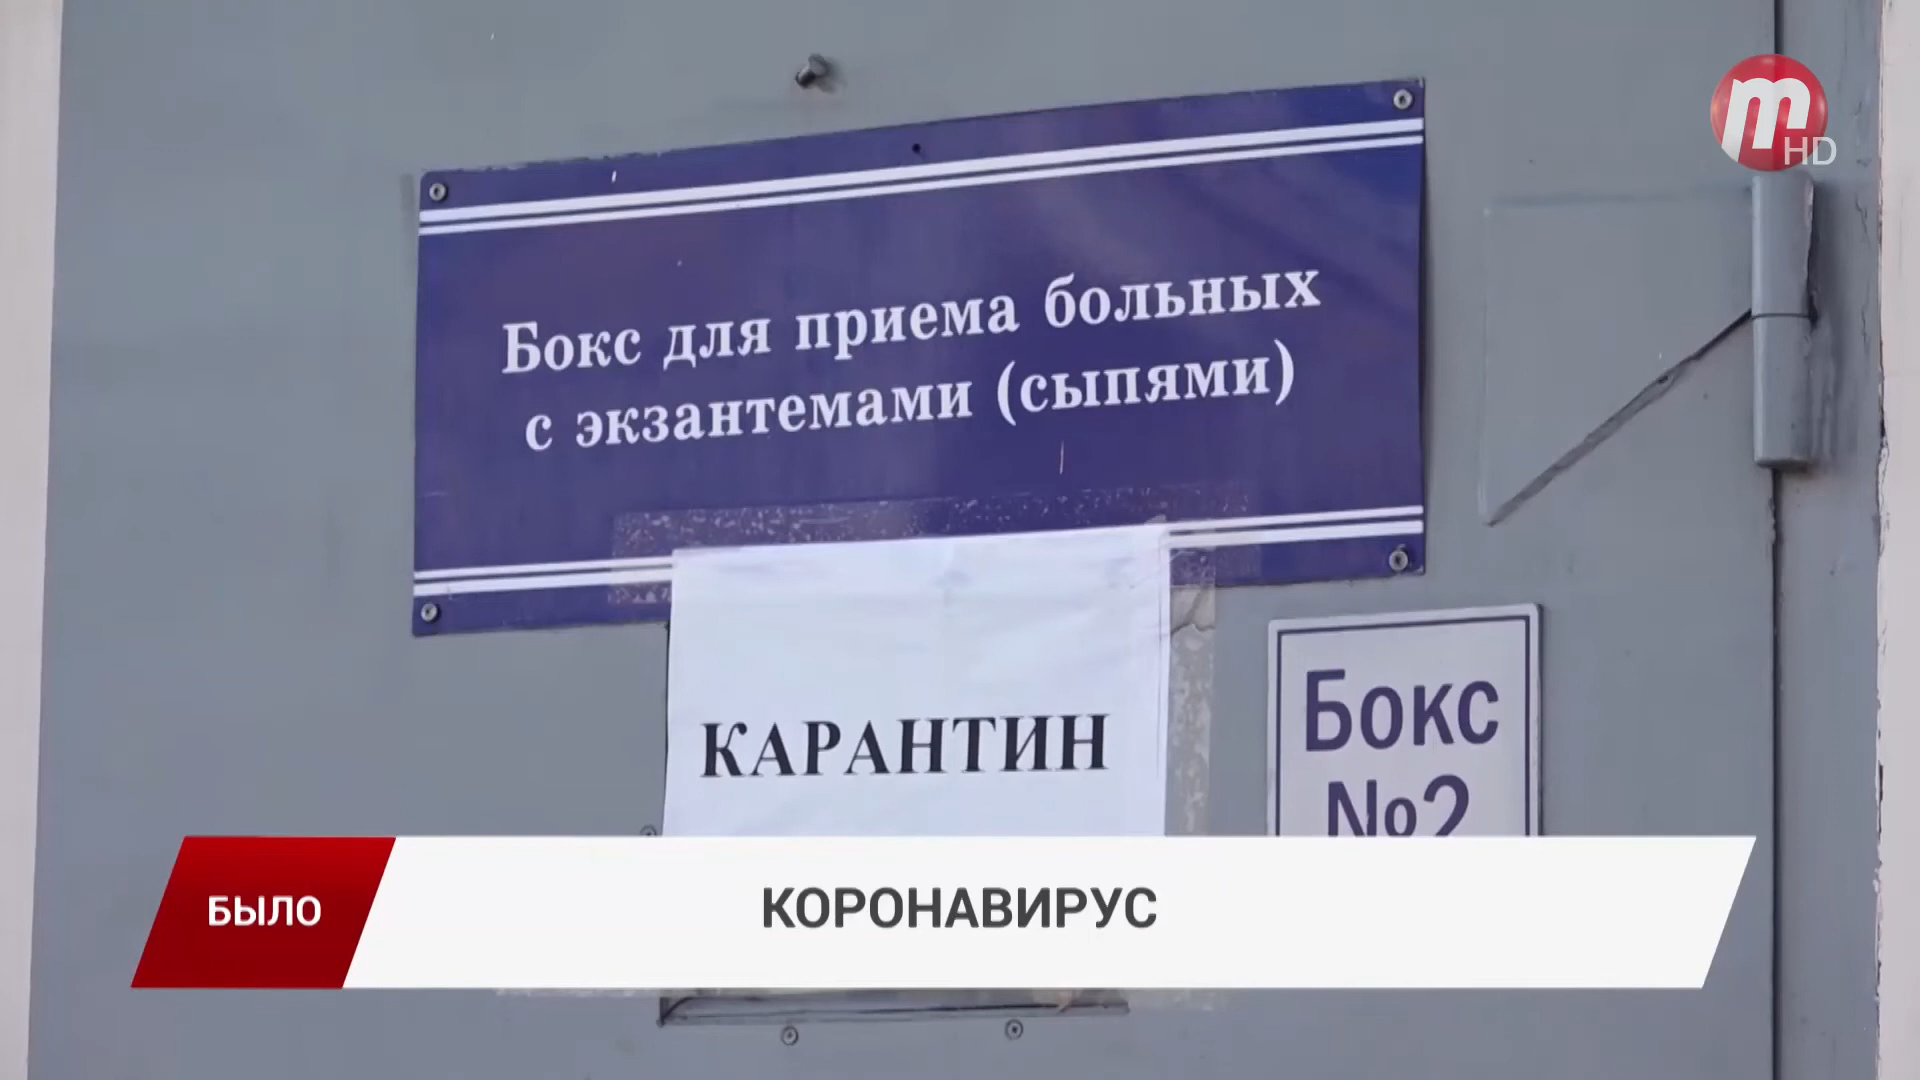 m HD
Бокс для приема больных
с экзантемами (сыпями)
КАРАНТИН
Бокс
№2
БЫЛО
КОРОНАВИРУС